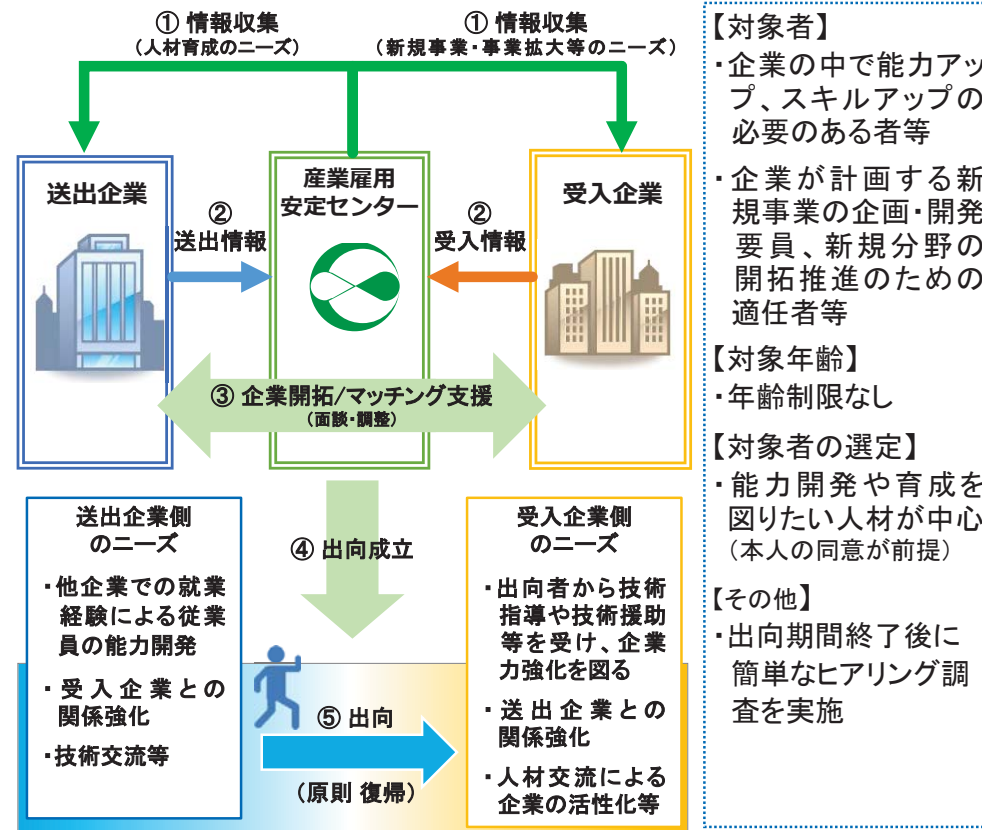 ① 情報収集
（人材育成のニーズ）
① 情報収集
（新規事業・事業拡大等のニーズ）
送出企業
産業雇用
安定センター
受入企業
②
送出情報
②
受入情報
③ 企業開拓/マッチング支援
（面談・調整）
④ 出向成立
送出企業側
のニーズ
・他企業での就業
経験による従業
員の能力開発
・受入企業との
関係強化
・技術交流等
⑤ 出向
（原則 復帰）
受入企業側
のニーズ
・出向者から技術
指導や技術援助
等を受け、企業
力強化を図る
・送出企業との
関係強化
・人材交流による
企業の活性化等
【対象者】
・企業の中で能力アッ
プ、スキルアップの
必要のある者等
・企業が計画する新
規事業の企画・開発
要員、新規分野の
開拓推進のための
適任者等
【対象年齢】
・年齢制限なし
【対象者の選定】
・能力開発や育成を
図りたい人材が中心
（本人の同意が前提）
【その他】
・出向期間終了後に
簡単なヒアリング調
査を実施